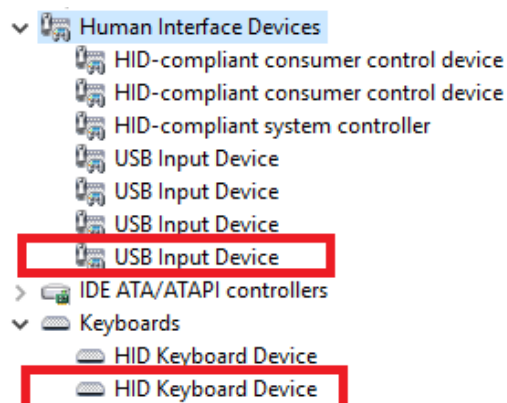 Human Interface Devices
HID-compliant consumer control device
HID-compliant consumer control device
HID-compliant system controller
USB Input Device
USB Input Device
USB Input Device
USB Input Device
IDE ATA/ATAPI controllers
Keyboards
HID Keyboard Device
HID Keyboard Device